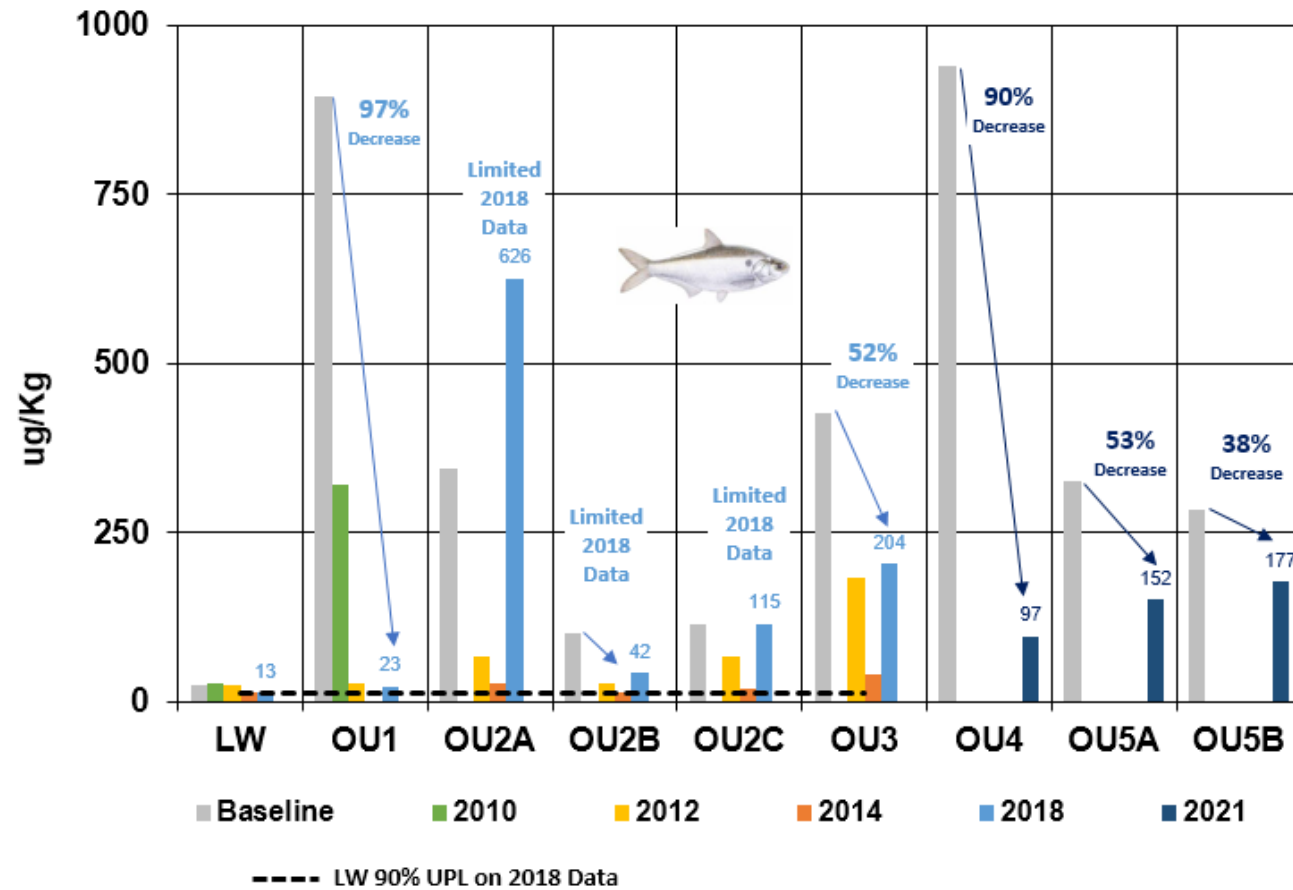 1000
750
500
250
0
ug/Kg
97%
Decrease
Limited
2018
Data
626
90%
Decrease
52%
Decrease
53%
Decrease
38%
Decrease
Limited
2018
Data
Limited
2018
Data
13
23
42
115
204
97
152
177
LW OU1 OU2A OU2B OU2C OU3 OU4 OU5A OU5B
Baseline 2010 2012 2014 2018 2021
LW 90% UPL on 2018 Data